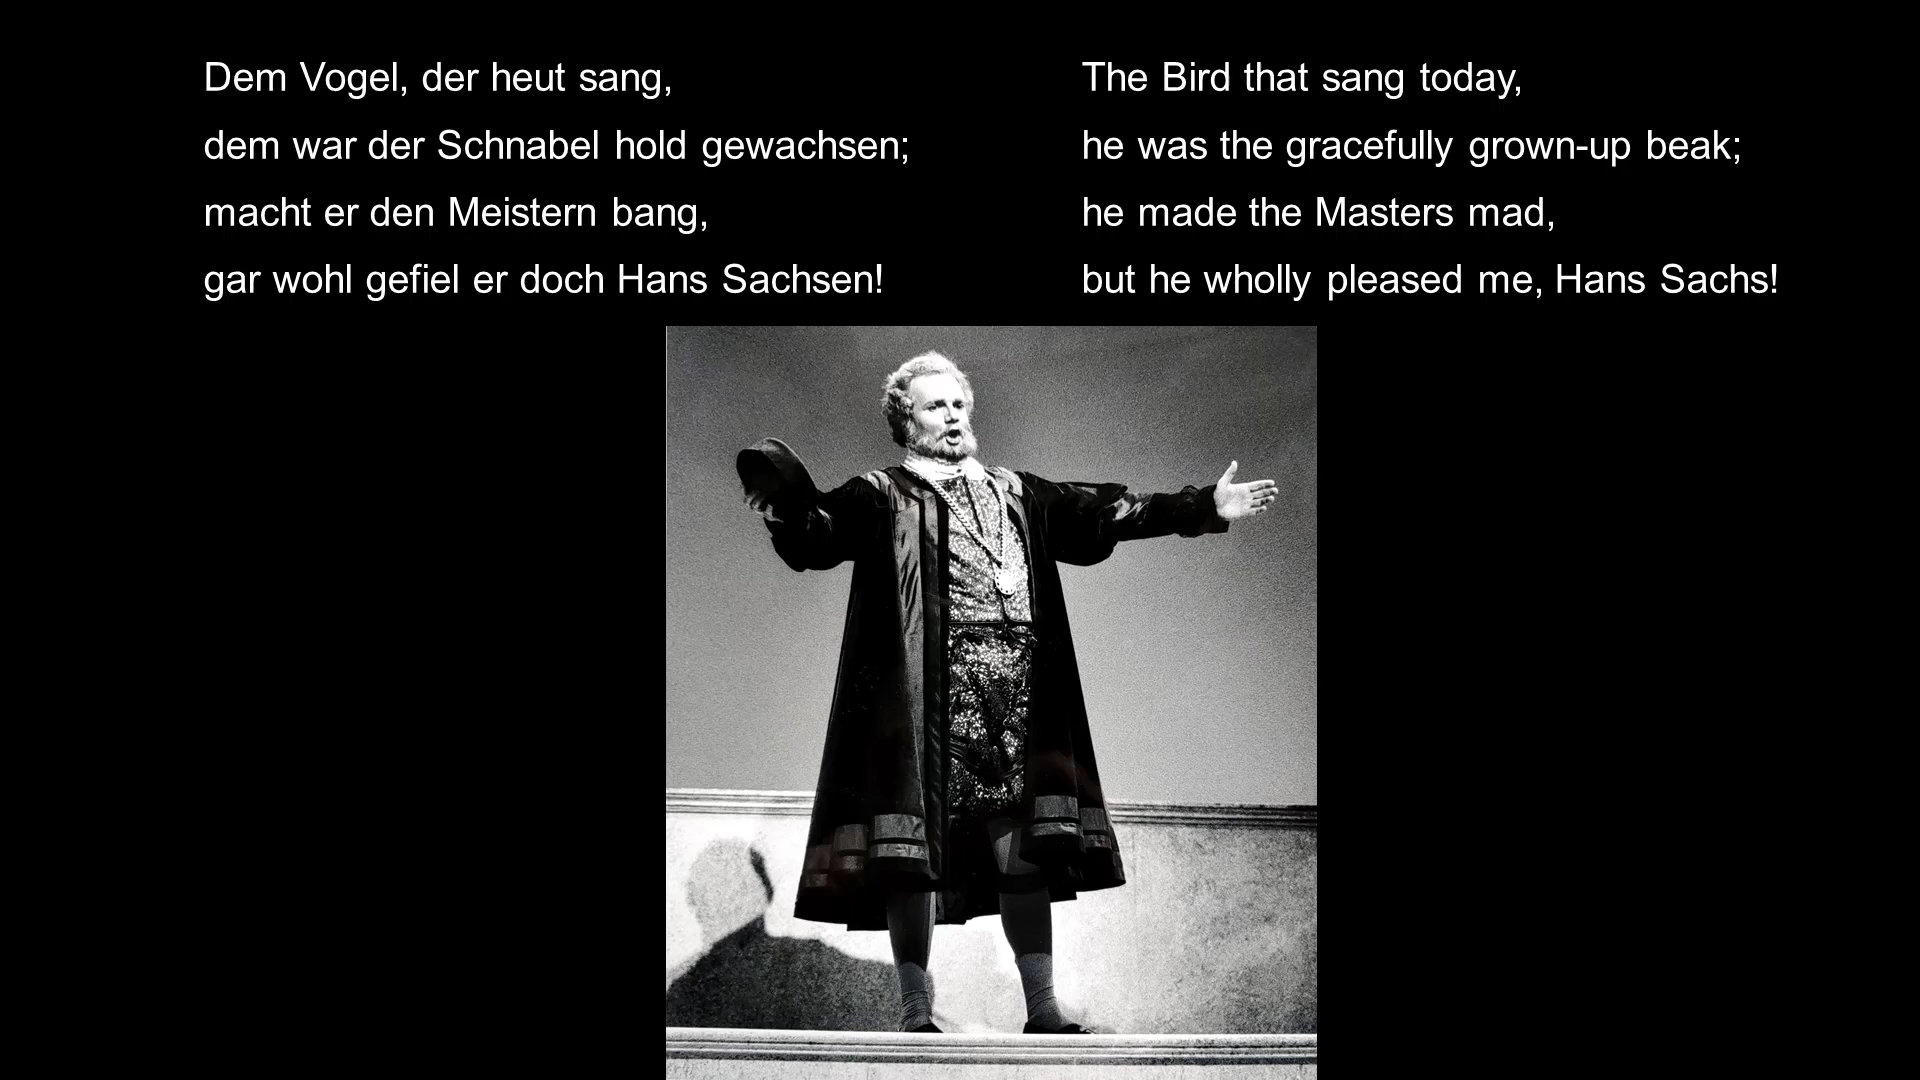 Dem Vogel, der heut sang,
dem war der Schnabel hold gewachsen;
macht er den Meistern bang,
gar wohl gefiel er doch Hans Sachsen!
The Bird that sang today,
he was the gracefully grown-up beak;
he made the Masters mad,
but he wholly pleased me, Hans Sachs!